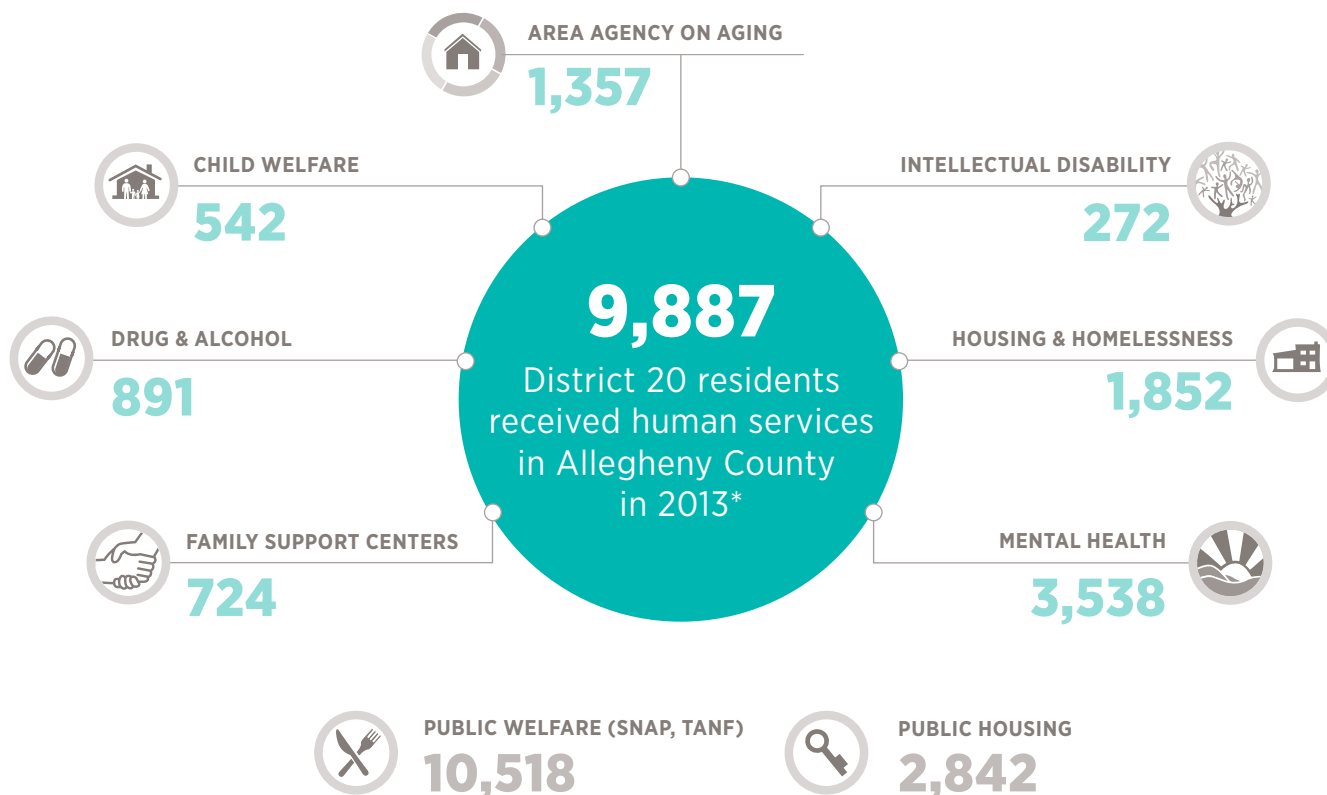 AREA AGENCY ON AGING
1,357
CHILD WELFARE
542
INTELLECTUAL DISABILITY
272
DRUG & ALCOHOL
891
9,887
District 20 residents
received human services
in Allegheny County
in 2013*
HOUSING & HOMELESSNESS
1,852
FAMILY SUPPORT CENTERS
724
MENTAL HEALTH
3,538
PUBLIC WELFARE (SNAP, TANF)
10,518
PUBLIC HOUSING
2,842